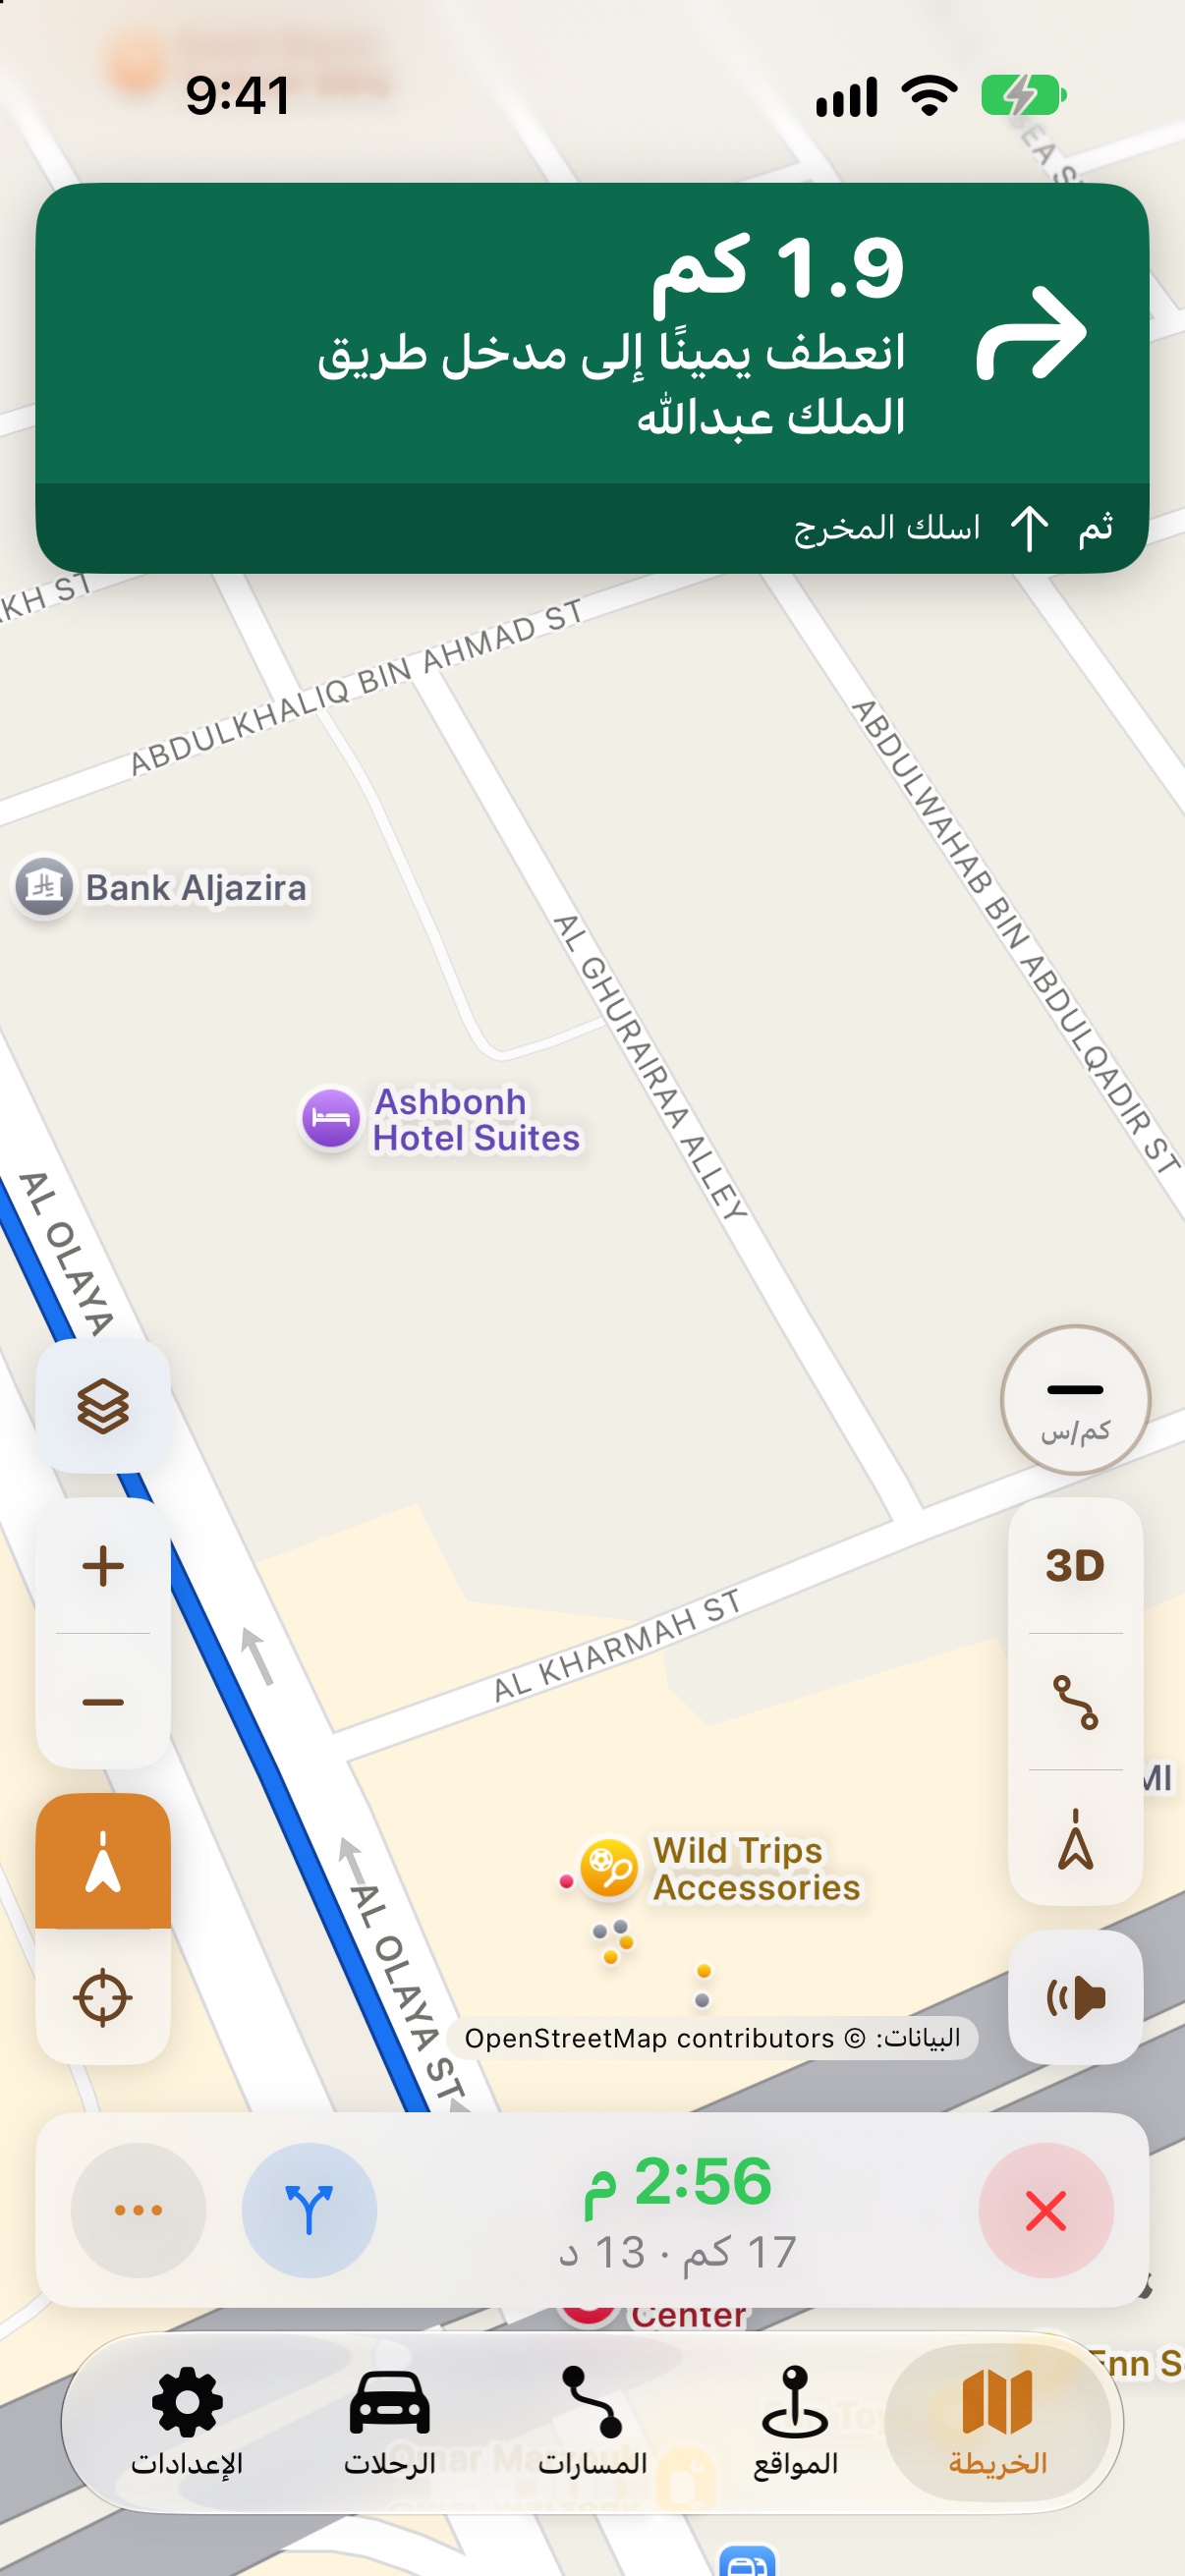 9:41
1.9 كم
انعطف يمينًا إلى مدخل طريق
الملك عبدالله
ثم
اسلك المخرج
ABDULKHALIQ BIN AHMAD ST
ABDULWAHAB BIN ABDULQADIR ST
Bank Aljazira
AL GHURAIRAA ALLEY
Ashbonh
Hotel Suites
AL OLAYA
كم/س
3D
AL KHARMAH ST
Wild Trips
Accessories
AL OLAYA ST
البيانات: © OpenStreetMap contributors
2:56 م
17 كم · 13 د
Center
الخريطة
المواقع
المسارات
الرحلات
الإعدادات